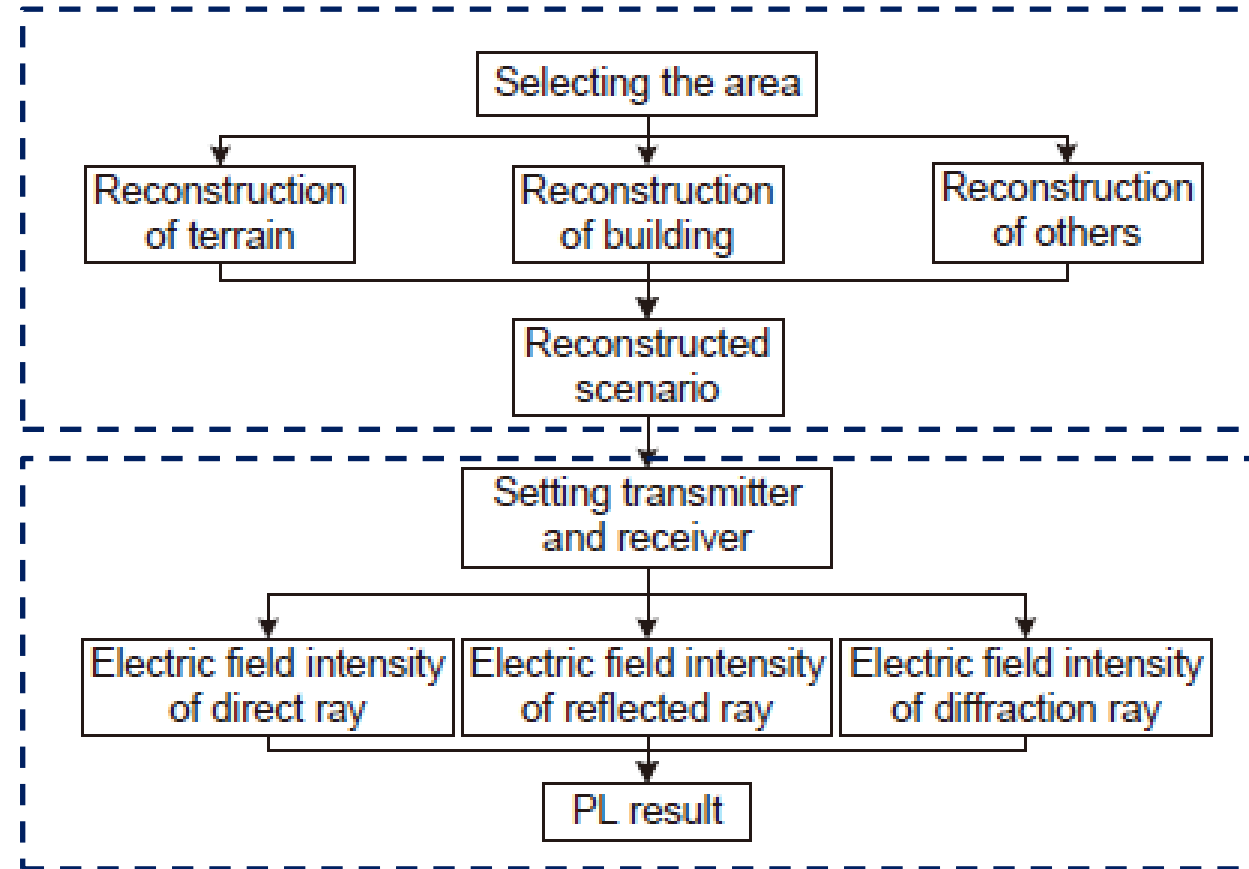 Selecting the area
Reconstruction
of terrain
Reconstruction
of building
Reconstruction
of others
Reconstructed
scenario
Setting transmitter
and receiver
Electric field intensity
of direct ray
Electric field intensity
of reflected ray
Electric field intensity
of diffraction ray
PL result